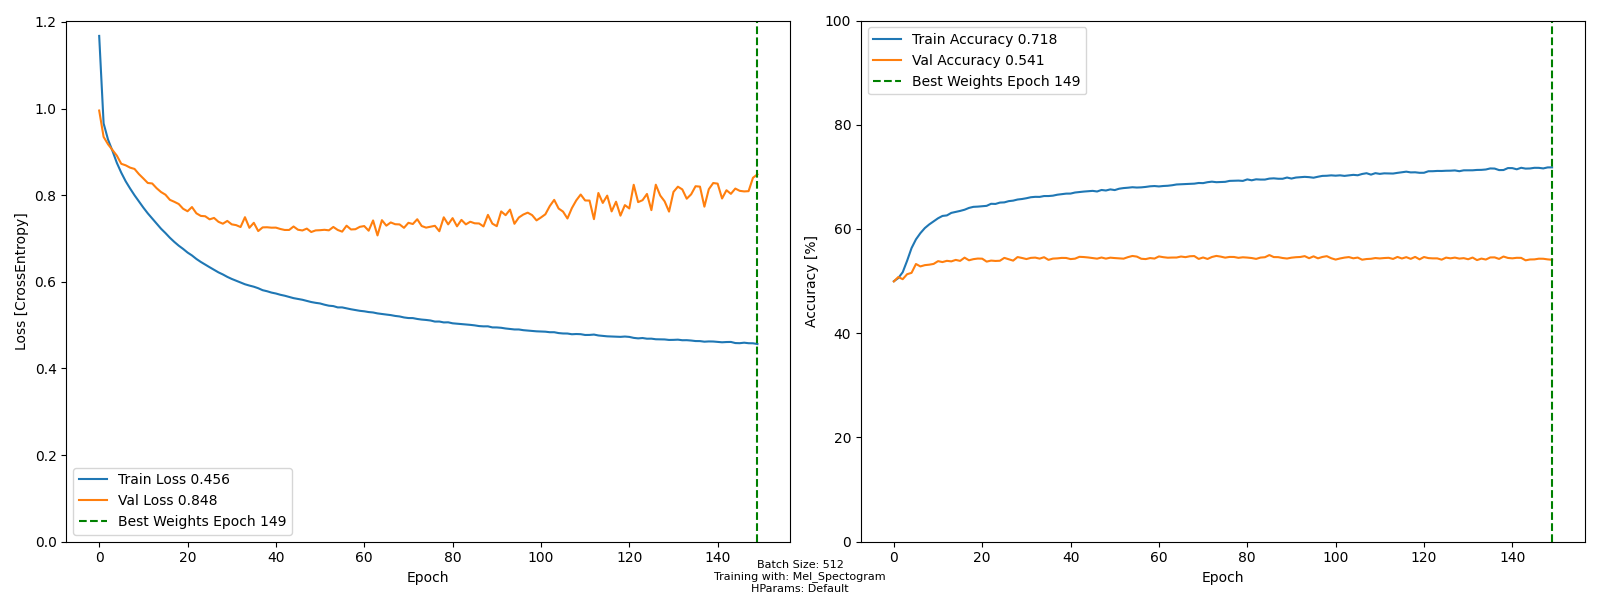 1.2
1.0
0.8
0.6
0.4
0.2
0.0
Loss [CrossEntropy]
Train Loss 0.456
Val Loss 0.848
Best Weights Epoch 149
0 20 40 60 80 100 120 140
Epoch
100
80
60
40
20
0
Accuracy [%]
Train Accuracy 0.718
Val Accuracy 0.541
Best Weights Epoch 149
0 20 40 60 80 100 120 140
Epoch
Batch Size: 512
Training with: Mel_Spectogram
HParams: Default